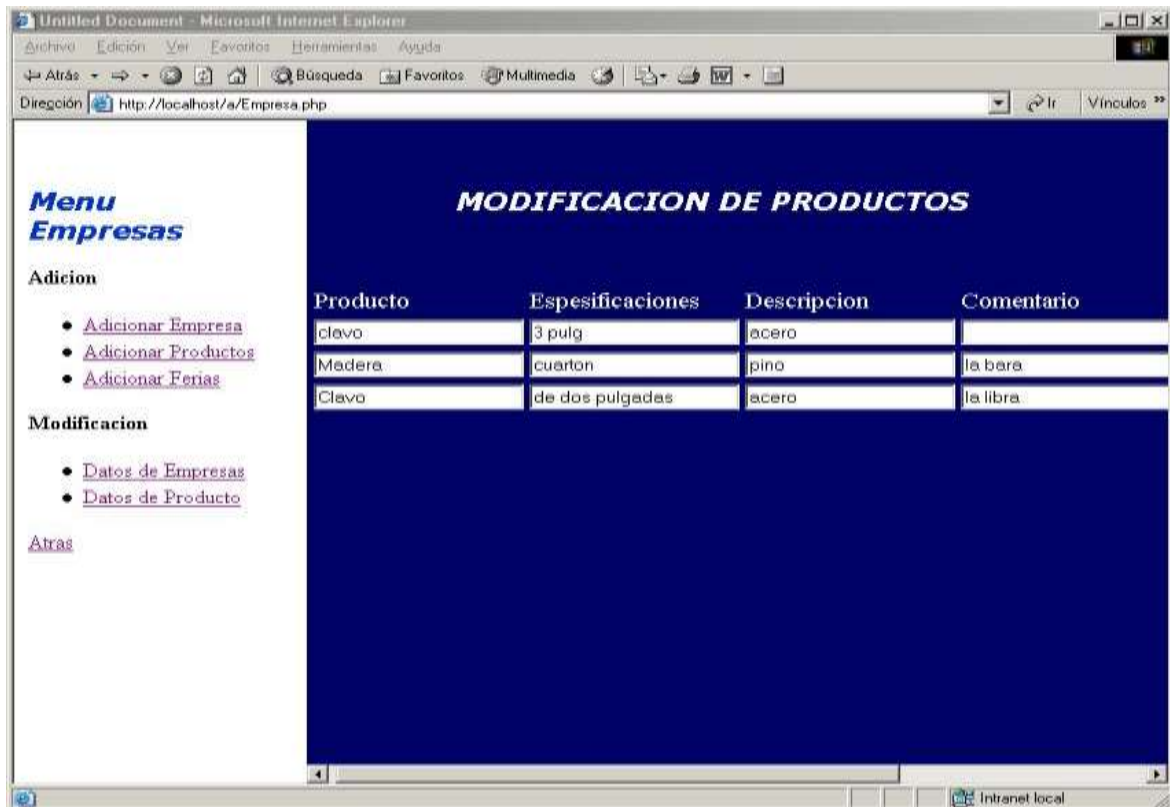 Untitled Document - Microsoft Internet Explorer
Archivo Edición Ver Favoritos Herramientas Ayuda
Atrás Búsqueda Favoritos Multimedia
Dirección http://localhost/a/Empresa.php Ir Vínculos »
Menu
Empresas
Adicion
Adicionar Empresa
Adicionar Productos
Adicionar Ferias
Modificacion
Datos de Empresas
Datos de Producto
Atras
MODIFICACION DE PRODUCTOS
Producto Espesificaciones Descripcion Comentario
clavo 3 pulg acero
Madera cuarton pino la bara
Clavo de dos pulgadas acero la libra
Intranet local